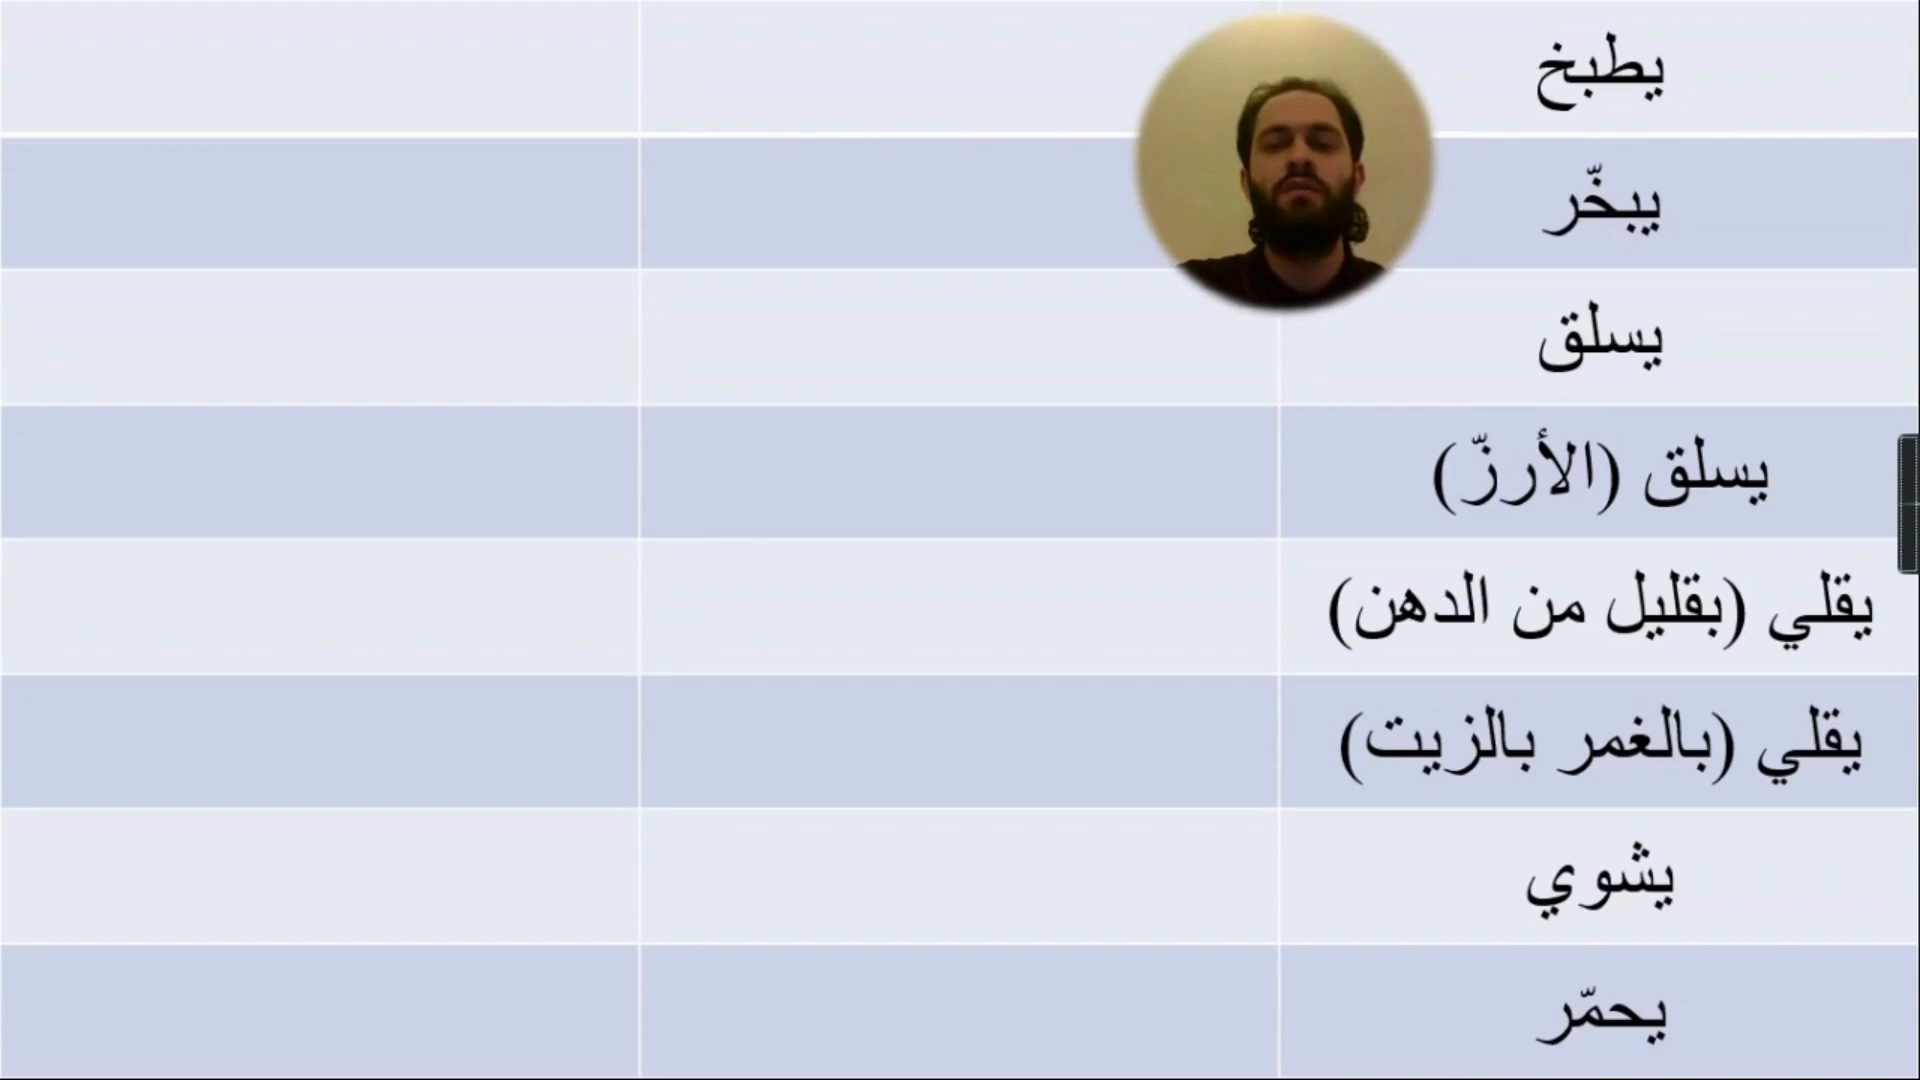 يطبخ
يبخّر
يسلق
يسلق (الأرزّ)
يقلي (بقليل من الدهن)
يقلي (بالغمر بالزيت)
يشوي
يحمّر